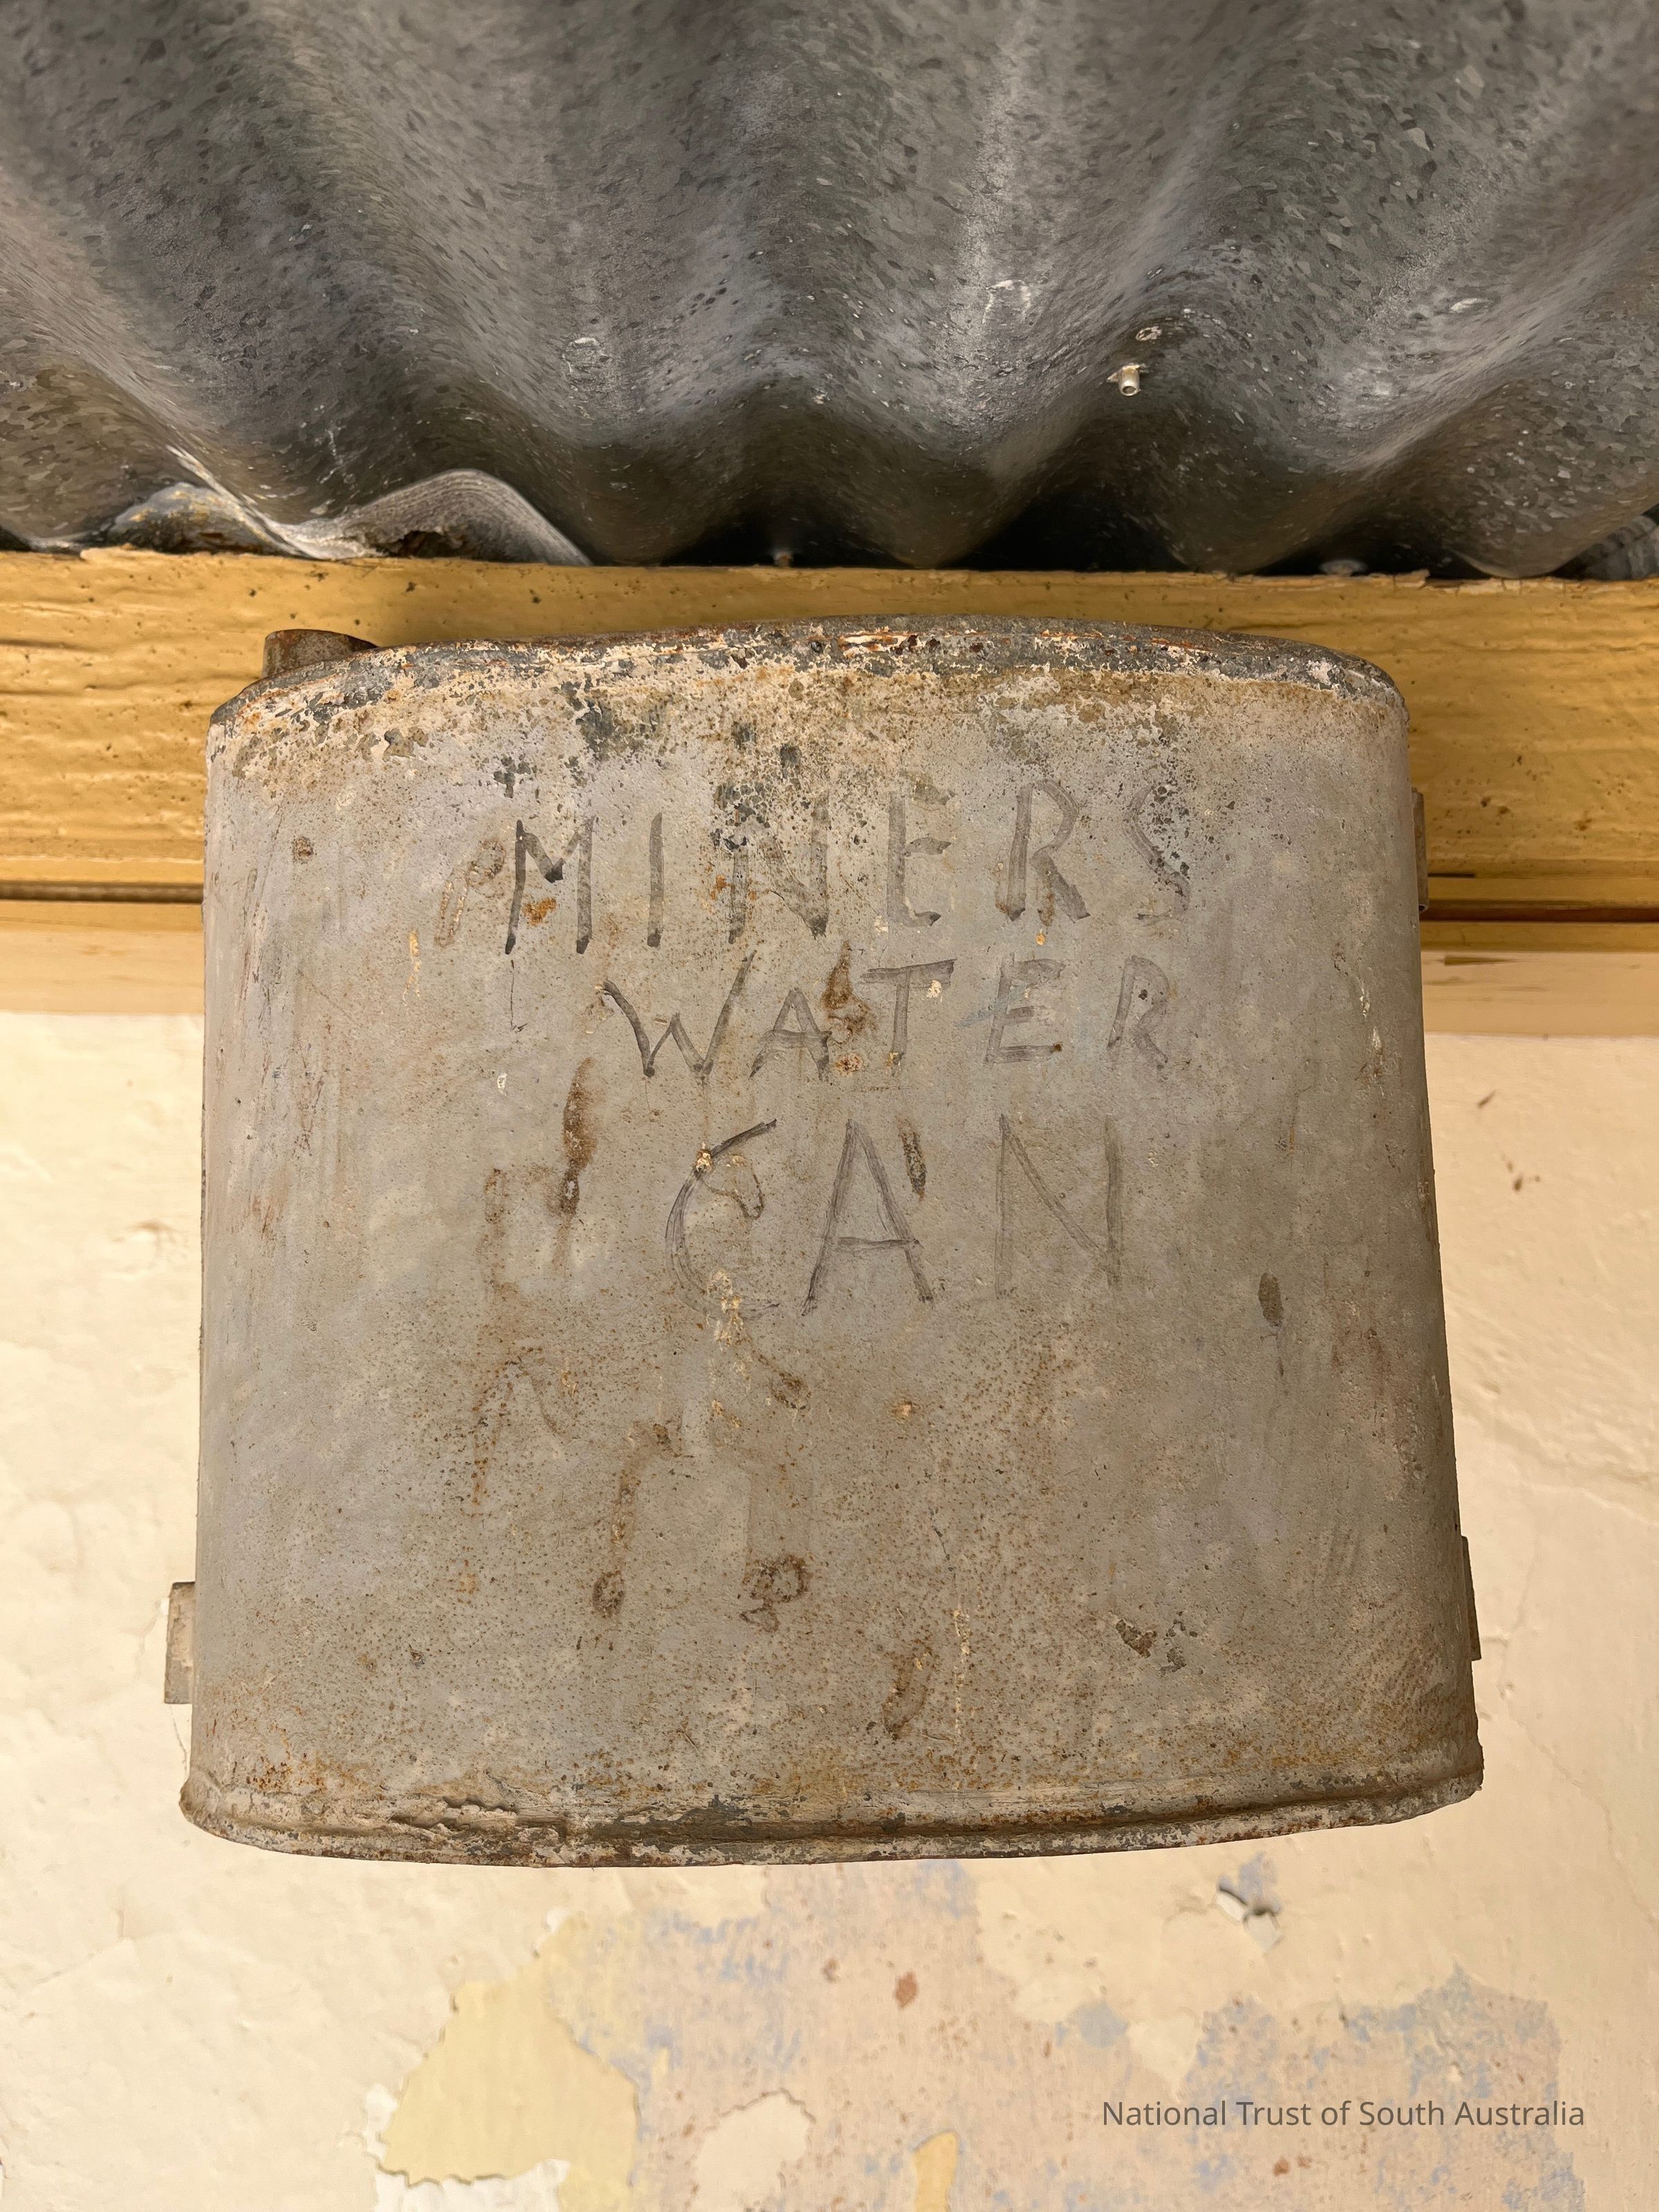 MINERS
WATER
CAN
National Trust of South Australia